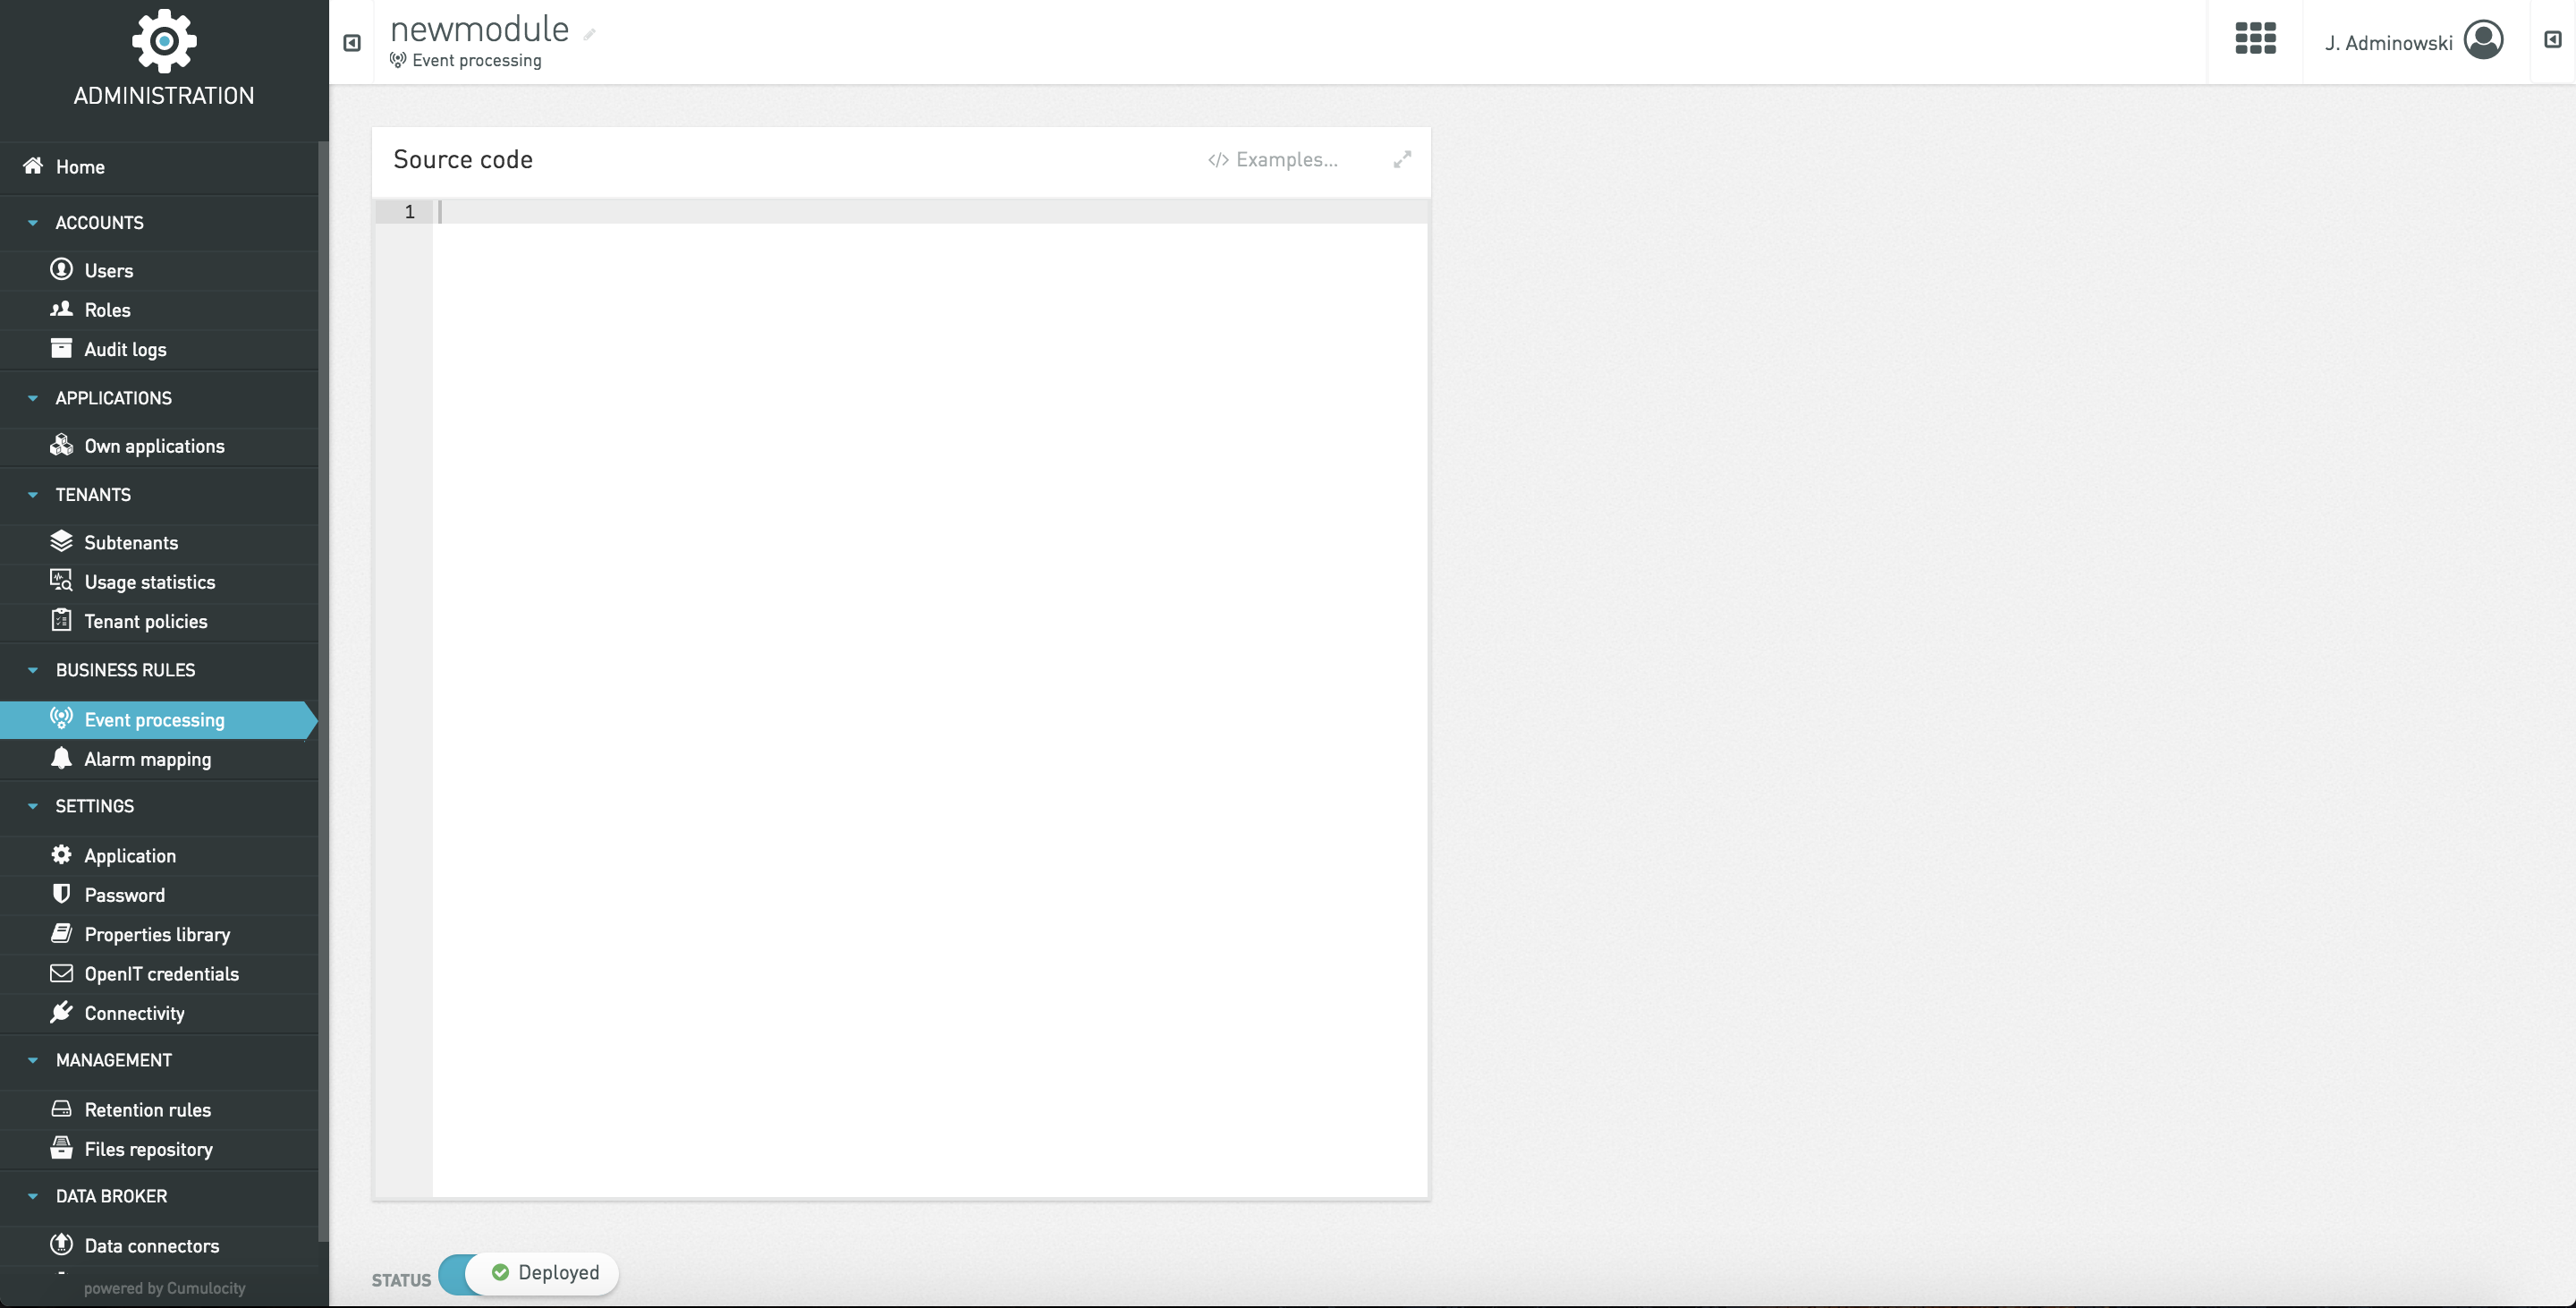 ADMINISTRATION
Home
ACCOUNTS
Users
Roles
Audit logs
APPLICATIONS
Own applications
TENANTS
Subtenants
Usage statistics
Tenant policies
BUSINESS RULES
Event processing
Alarm mapping
SETTINGS
Application
Password
Properties library
OpenIT credentials
Connectivity
MANAGEMENT
Retention rules
Files repository
DATA BROKER
Data connectors
powered by Cumulocity
newmodule
Event processing
J. Adminowski
Source code
</> Examples...
1
STATUS Deployed